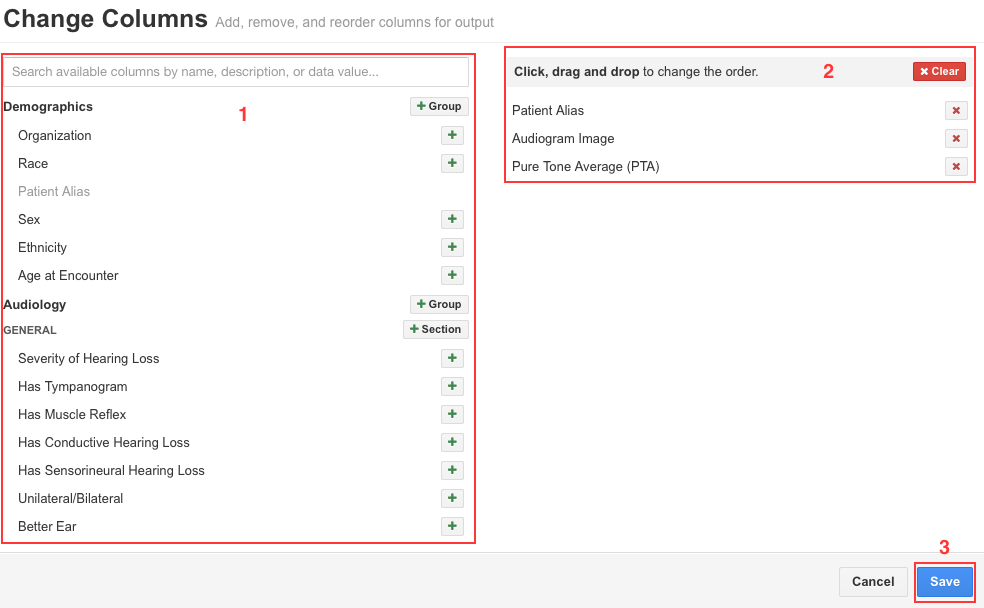 Change Columns Add, remove, and reorder columns for output
Search available columns by name, description, or data value...
1
Demographics + Group
Organization +
Race +
Patient Alias
Sex +
Ethnicity +
Age at Encounter +
Audiology + Group
GENERAL + Section
Severity of Hearing Loss +
Has Tympanogram +
Has Muscle Reflex +
Has Conductive Hearing Loss +
Has Sensorineural Hearing Loss +
Unilateral/Bilateral +
Better Ear +
Click, drag and drop to change the order. 2 × Clear
Patient Alias ×
Audiogram Image ×
Pure Tone Average (PTA) ×
3
Cancel Save